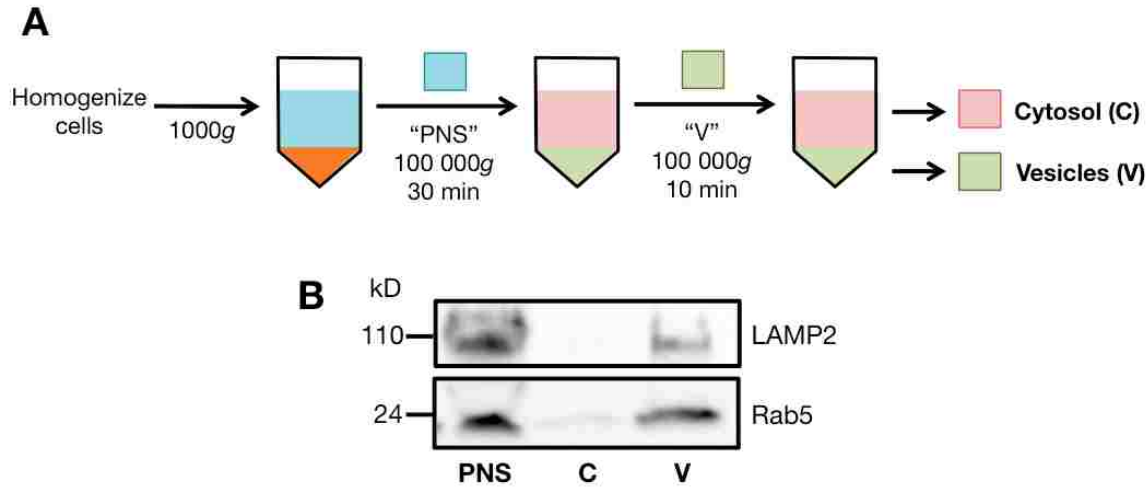 A
Homogenize
cells
1000g
“PNS”
100 000g
30 min
“V”
100 000g
10 min
Cytosol (C)
Vesicles (V)
B
kD
110
LAMP2
24
Rab5
PNS C V